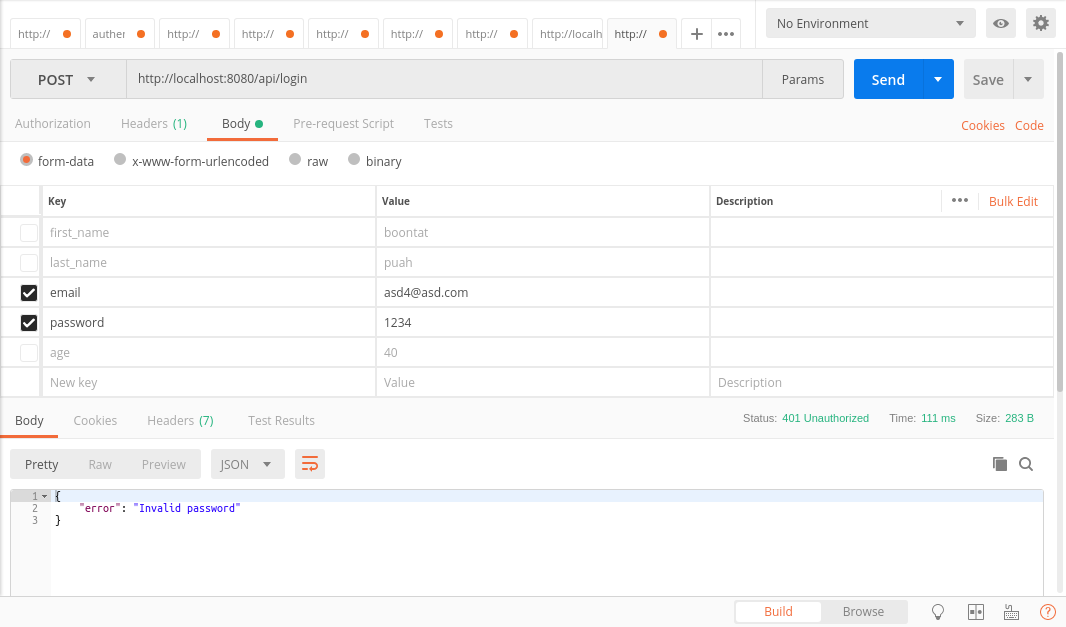 http:// auther http:// http:// http:// http:// http:// http://localh http:// No Environment
POST http://localhost:8080/api/login Params Send Save
Authorization Headers (1) Body Pre-request Script Tests Cookies Code
form-data x-www-form-urlencoded raw binary
Key Value Description ••• Bulk Edit
first_name boontat
last_name puah
email asd4@asd.com
password 1234
age 40
New key Value Description
Body Cookies Headers (7) Test Results Status: 401 Unauthorized Time: 111 ms Size: 283 B
Pretty Raw Preview JSON
1 {
2 "error": "Invalid password"
3 }
Build Browse ?